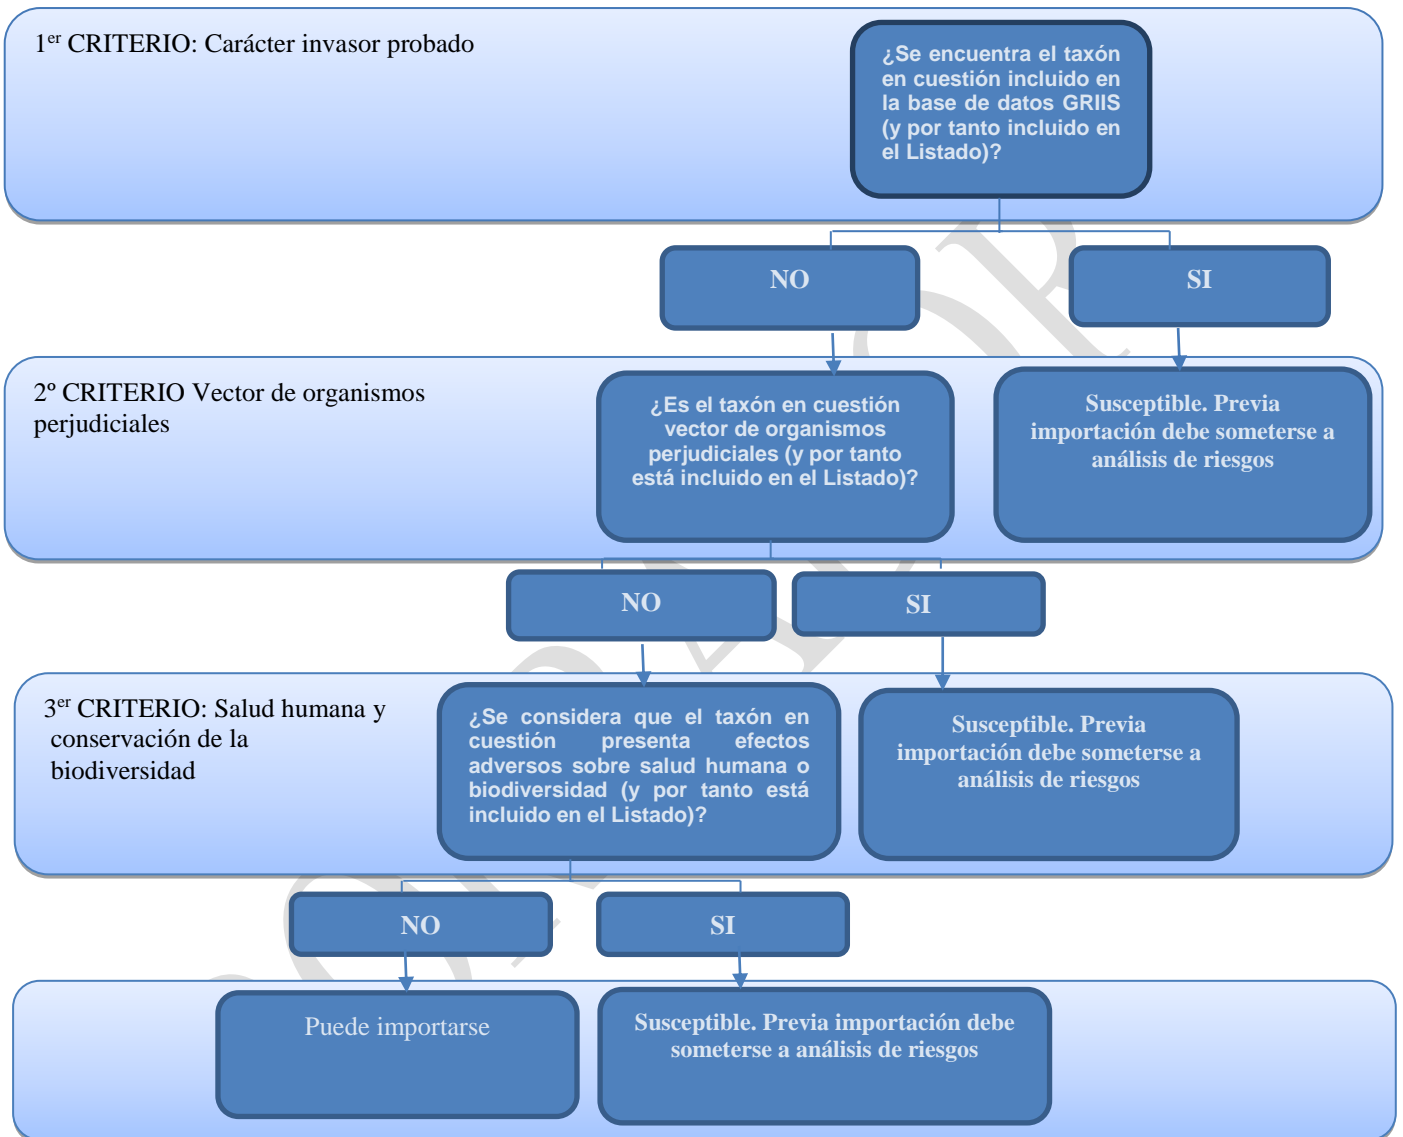 1er CRITERIO: Carácter invasor probado
¿Se encuentra el taxón
en cuestión incluido en
la base de datos GRIIS
(y por tanto incluido en
el Listado)?
NO
SI
2º CRITERIO Vector de organismos
perjudiciales
¿Es el taxón en cuestión
vector de organismos
perjudiciales (y por tanto
está incluido en el Listado)?
Susceptible. Previa
importación debe someterse a
análisis de riesgos
NO
SI
3er CRITERIO: Salud humana y
conservación de la
biodiversidad
¿Se considera que el taxón en
cuestión presenta efectos
adversos sobre salud humana o
biodiversidad (y por tanto está
incluido en el Listado)?
Susceptible. Previa
importación debe someterse a
análisis de riesgos
NO
SI
Puede importarse
Susceptible. Previa importación debe
someterse a análisis de riesgos